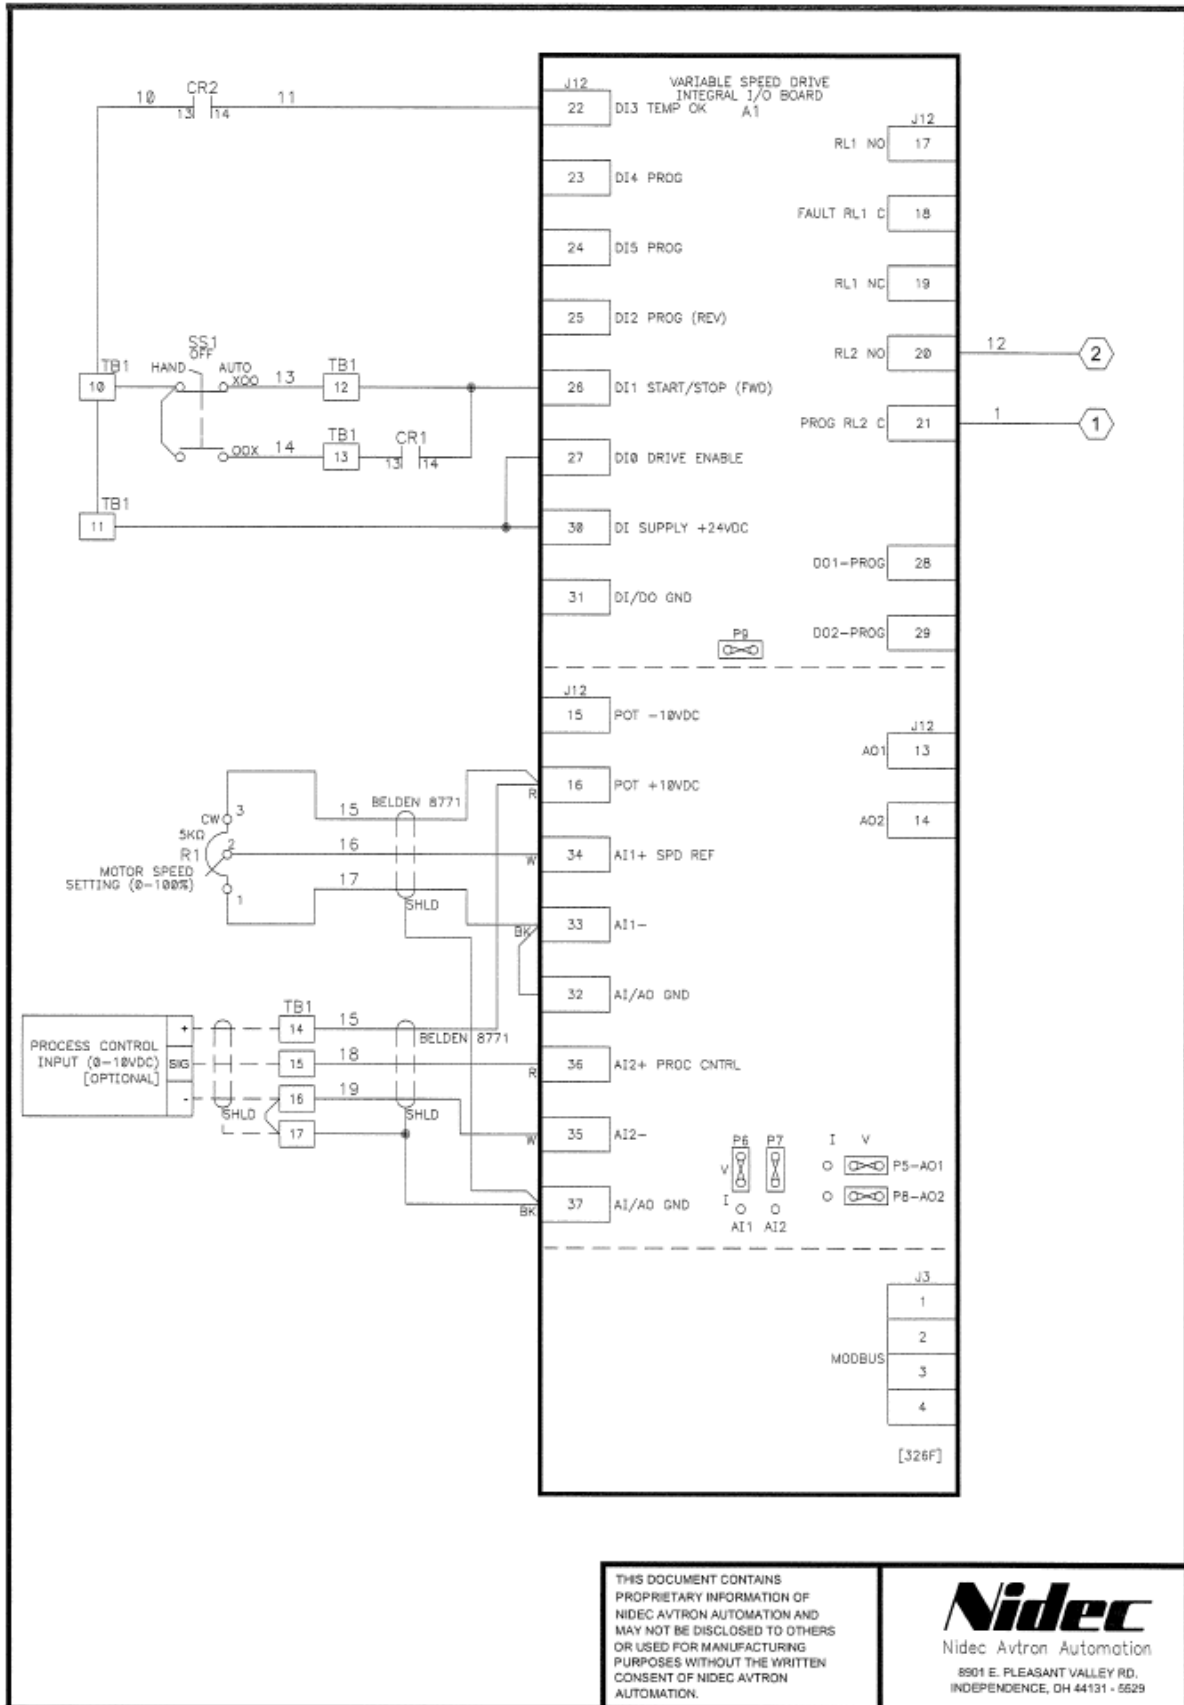 J12
VARIABLE SPEED DRIVE
INTEGRAL I/O BOARD
A1
10
CR2
13
14
11
22
DI3 TEMP OK
J12
RL1 NO
17
23
DI4 PROG
FAULT RL1 C
18
24
DI5 PROG
RL1 NC
19
25
DI2 PROG (REV)
SS1
OFF
RL2 NO
20
12
2
TB1
10
HAND
AUTO
XOO
13
TB1
12
26
DI1 START/STOP (FWD)
PROG RL2 C
21
1
1
OOX
14
TB1
13
CR1
13
14
27
DI0 DRIVE ENABLE
TB1
11
30
DI SUPPLY +24VDC
DO1-PROG
28
31
DI/DO GND
DO2-PROG
29
P9
J12
15
POT -10VDC
J12
AO1
13
16
POT +10VDC
R
AO2
14
3
15
BELDEN 8771
CW
5KΩ
R1
2
16
W
34
AI1+ SPD REF
MOTOR SPEED
SETTING (0-100%)
1
17
SHLD
BK
33
AI1-
32
AI/AO GND
PROCESS CONTROL
INPUT (0-10VDC)
[OPTIONAL]
+
SIG
-
SHLD
TB1
14
15
BELDEN 8771
15
18
R
36
AI2+ PROC CNTRL
16
19
SHLD
17
W
35
AI2-
BK
37
AI/AO GND
P6
P7
V
I
AI1
AI2
I
V
P5-AO1
P8-AO2
J3
1
2
MODBUS
3
4
[326F]
THIS DOCUMENT CONTAINS
PROPRIETARY INFORMATION OF
NIDEC AVTRON AUTOMATION AND
MAY NOT BE DISCLOSED TO OTHERS
OR USED FOR MANUFACTURING
PURPOSES WITHOUT THE WRITTEN
CONSENT OF NIDEC AVTRON
AUTOMATION.
Nidec
Nidec Avtron Automation
8901 E. PLEASANT VALLEY RD.
INDEPENDENCE, OH 44131 - 5529